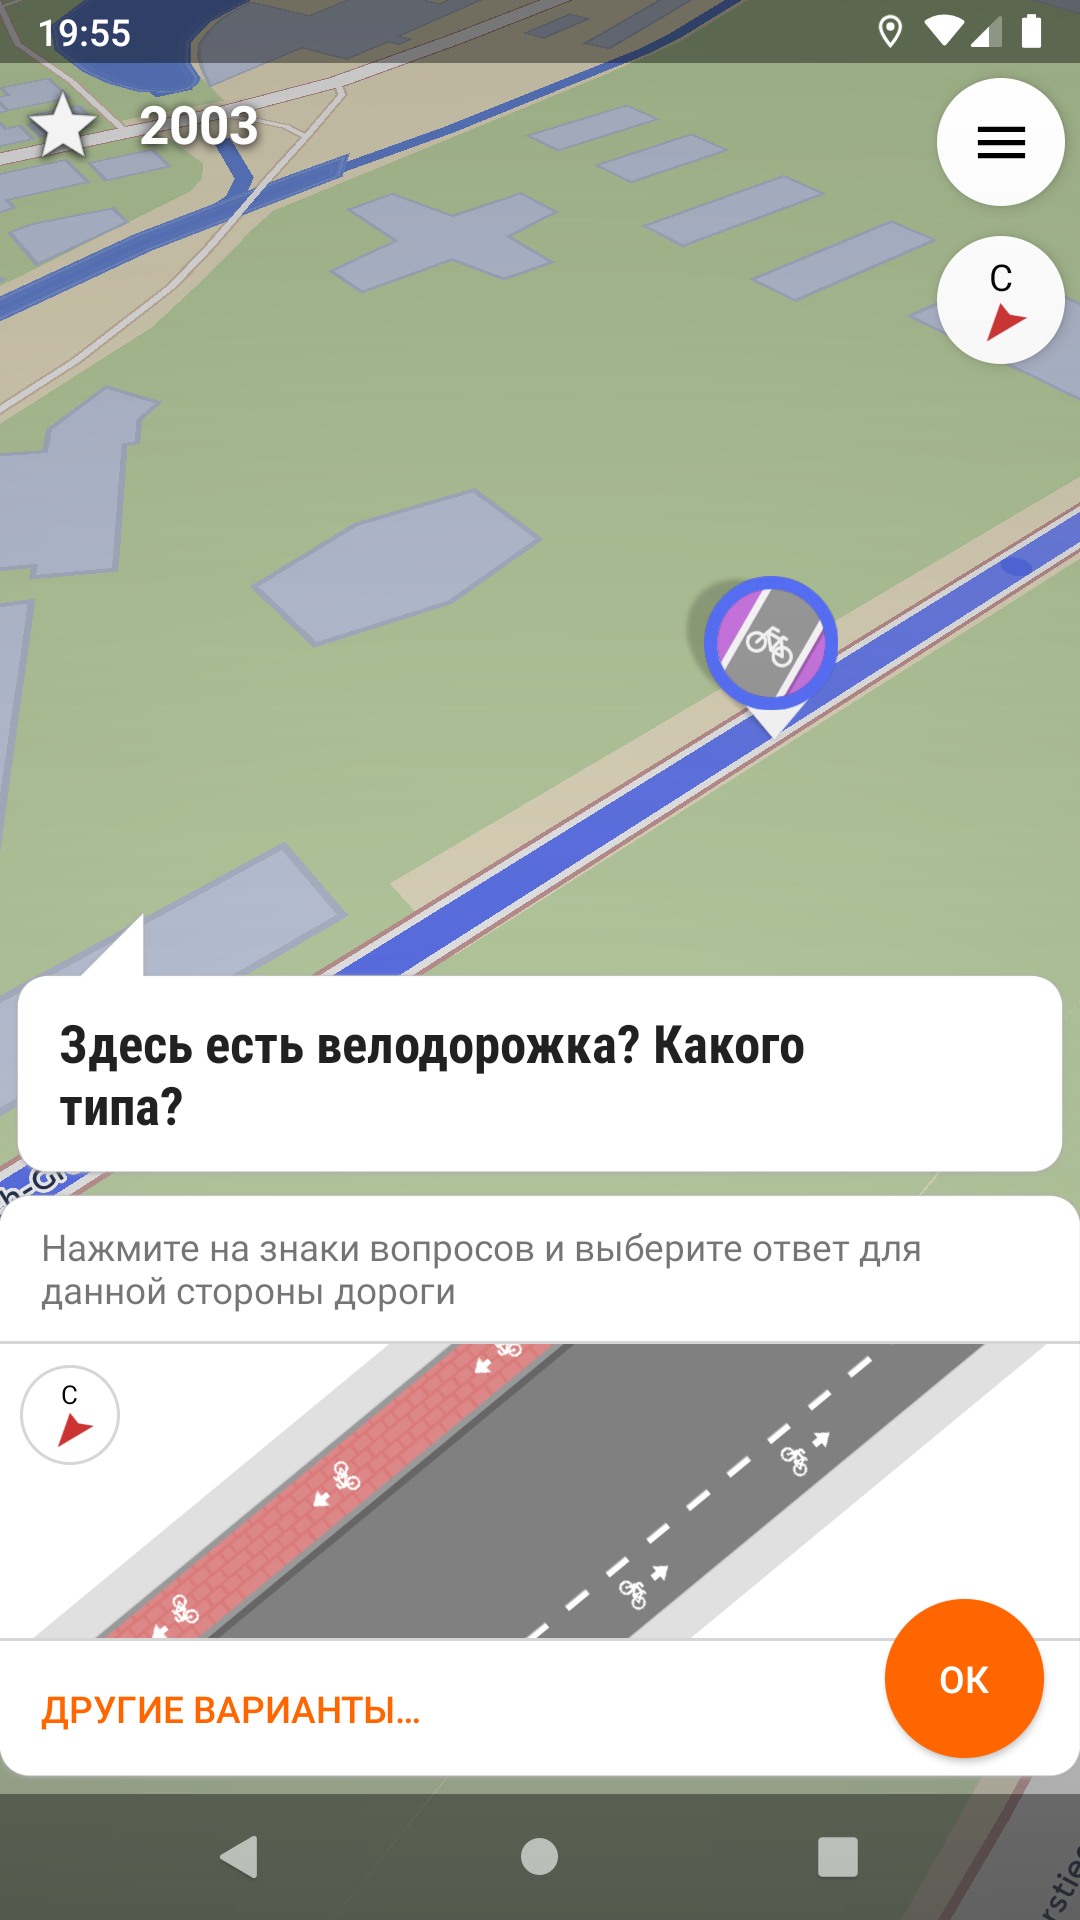 19:55
2003
С
Здесь есть велодорожка? Какого
типа?
Нажмите на знаки вопросов и выберите ответ для
данной стороны дороги
С
ДРУГИЕ ВАРИАНТЫ...
ОК